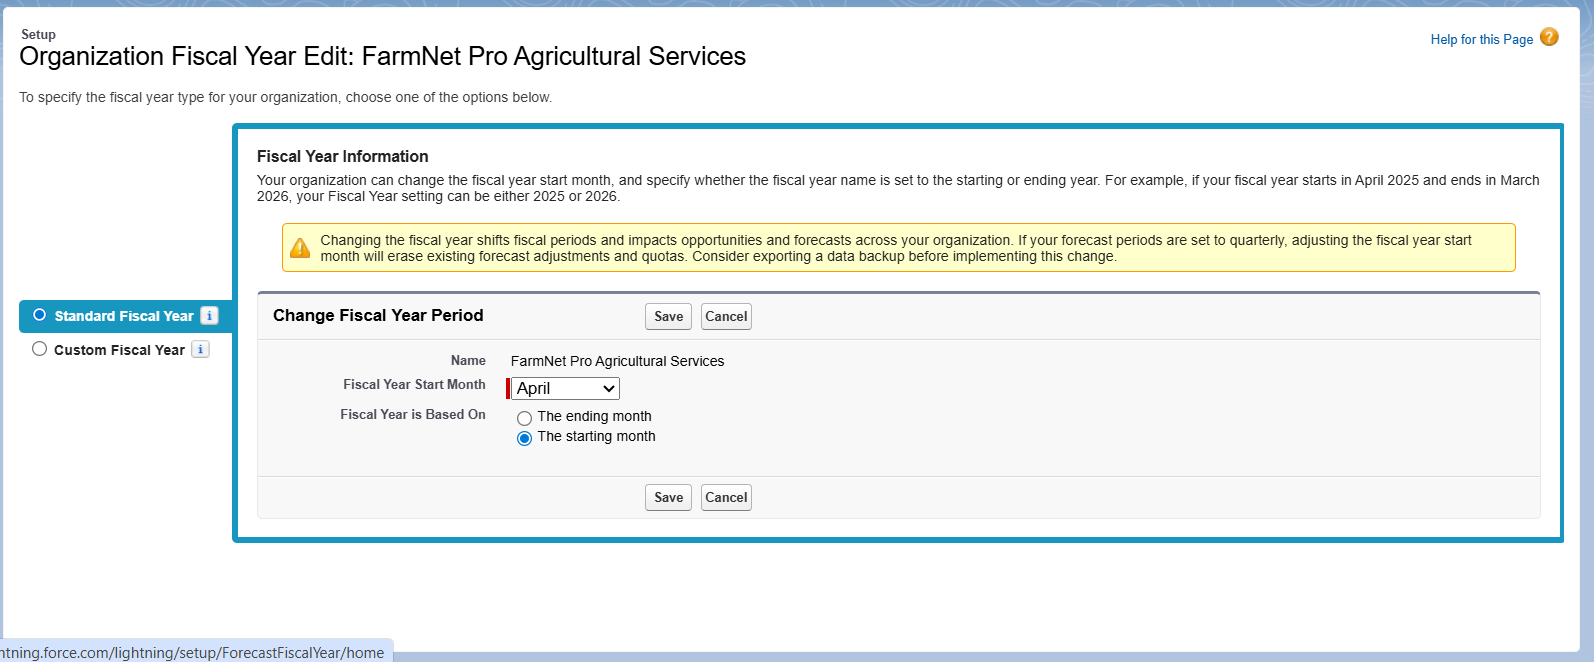 Setup
Organization Fiscal Year Edit: FarmNet Pro Agricultural Services
Help for this Page
To specify the fiscal year type for your organization, choose one of the options below.
Fiscal Year Information
Your organization can change the fiscal year start month, and specify whether the fiscal year name is set to the starting or ending year. For example, if your fiscal year starts in April 2025 and ends in March
2026, your Fiscal Year setting can be either 2025 or 2026.
Changing the fiscal year shifts fiscal periods and impacts opportunities and forecasts across your organization. If your forecast periods are set to quarterly, adjusting the fiscal year start
month will erase existing forecast adjustments and quotas. Consider exporting a data backup before implementing this change.
Standard Fiscal Year
Custom Fiscal Year
Change Fiscal Year Period Save Cancel
Name FarmNet Pro Agricultural Services
Fiscal Year Start Month April
Fiscal Year is Based On The ending month
The starting month
Save Cancel
ntning.force.com/lightning/setup/ForecastFiscalYear/home